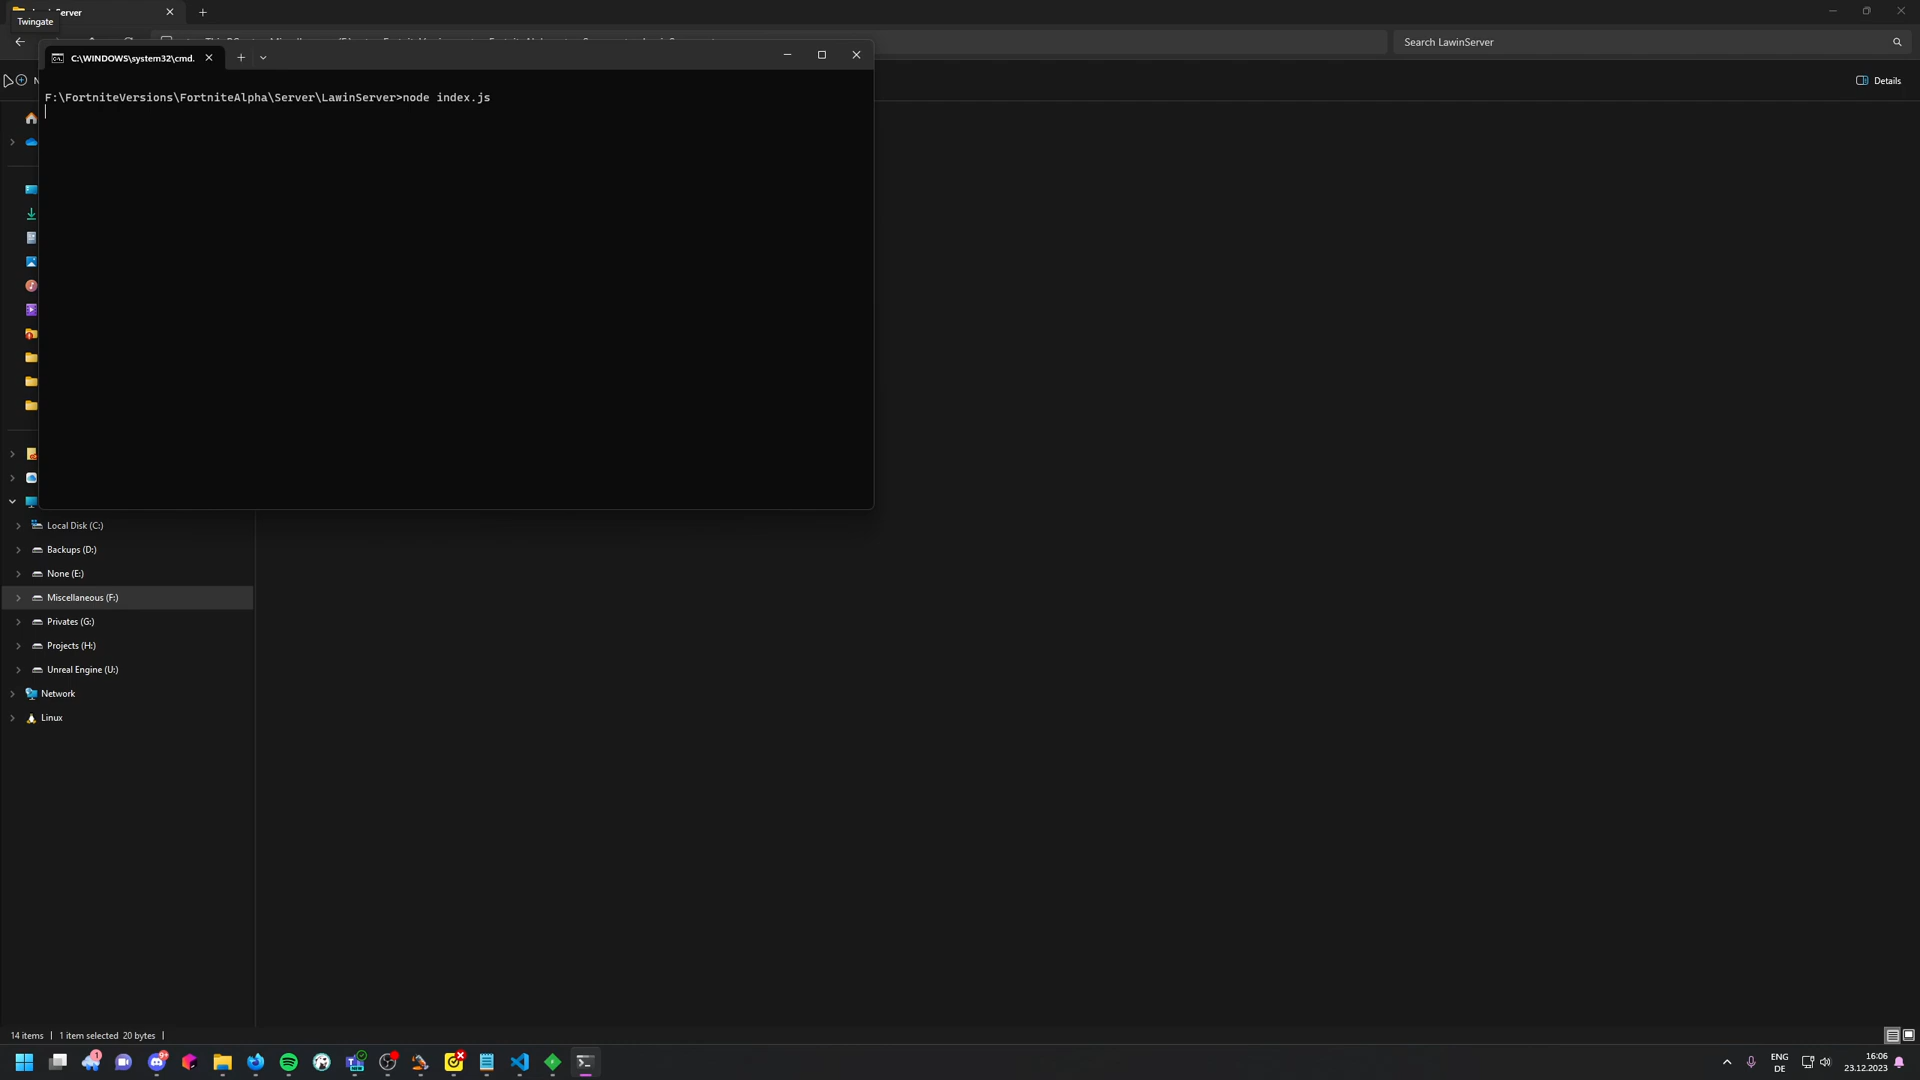 Server
Twingate
Search LawinServer
C:\WINDOWS\system32\cmd.
Details
F:\FortniteVersions\FortniteAlpha\Server\LawinServer>node index.js
Local Disk (C:)
Backups (D:)
None (E:)
Miscellaneous (F:)
Privates (G:)
Projects (H:)
Unreal Engine (U:)
Network
Linux
14 items
1 item selected 20 bytes
ENG
DE
16:06
23.12.2023